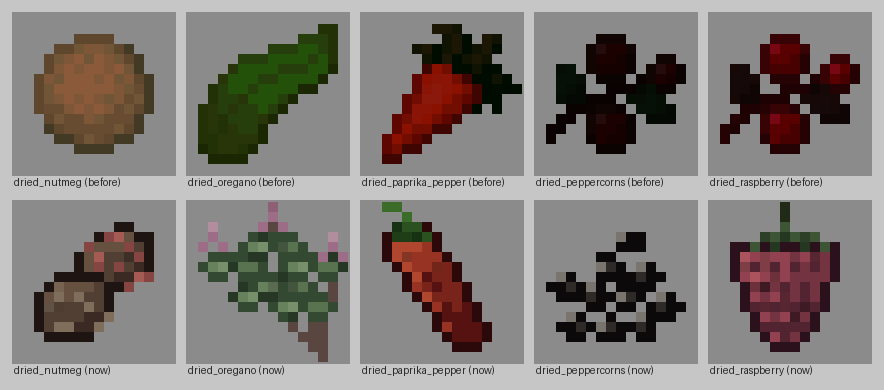 dried_nutmeg (before) dried_oregano (before) dried_paprika_pepper (before) dried_peppercorns (before) dried_raspberry (before)
dried_nutmeg (now) dried_oregano (now) dried_paprika_pepper (now) dried_peppercorns (now) dried_raspberry (now)